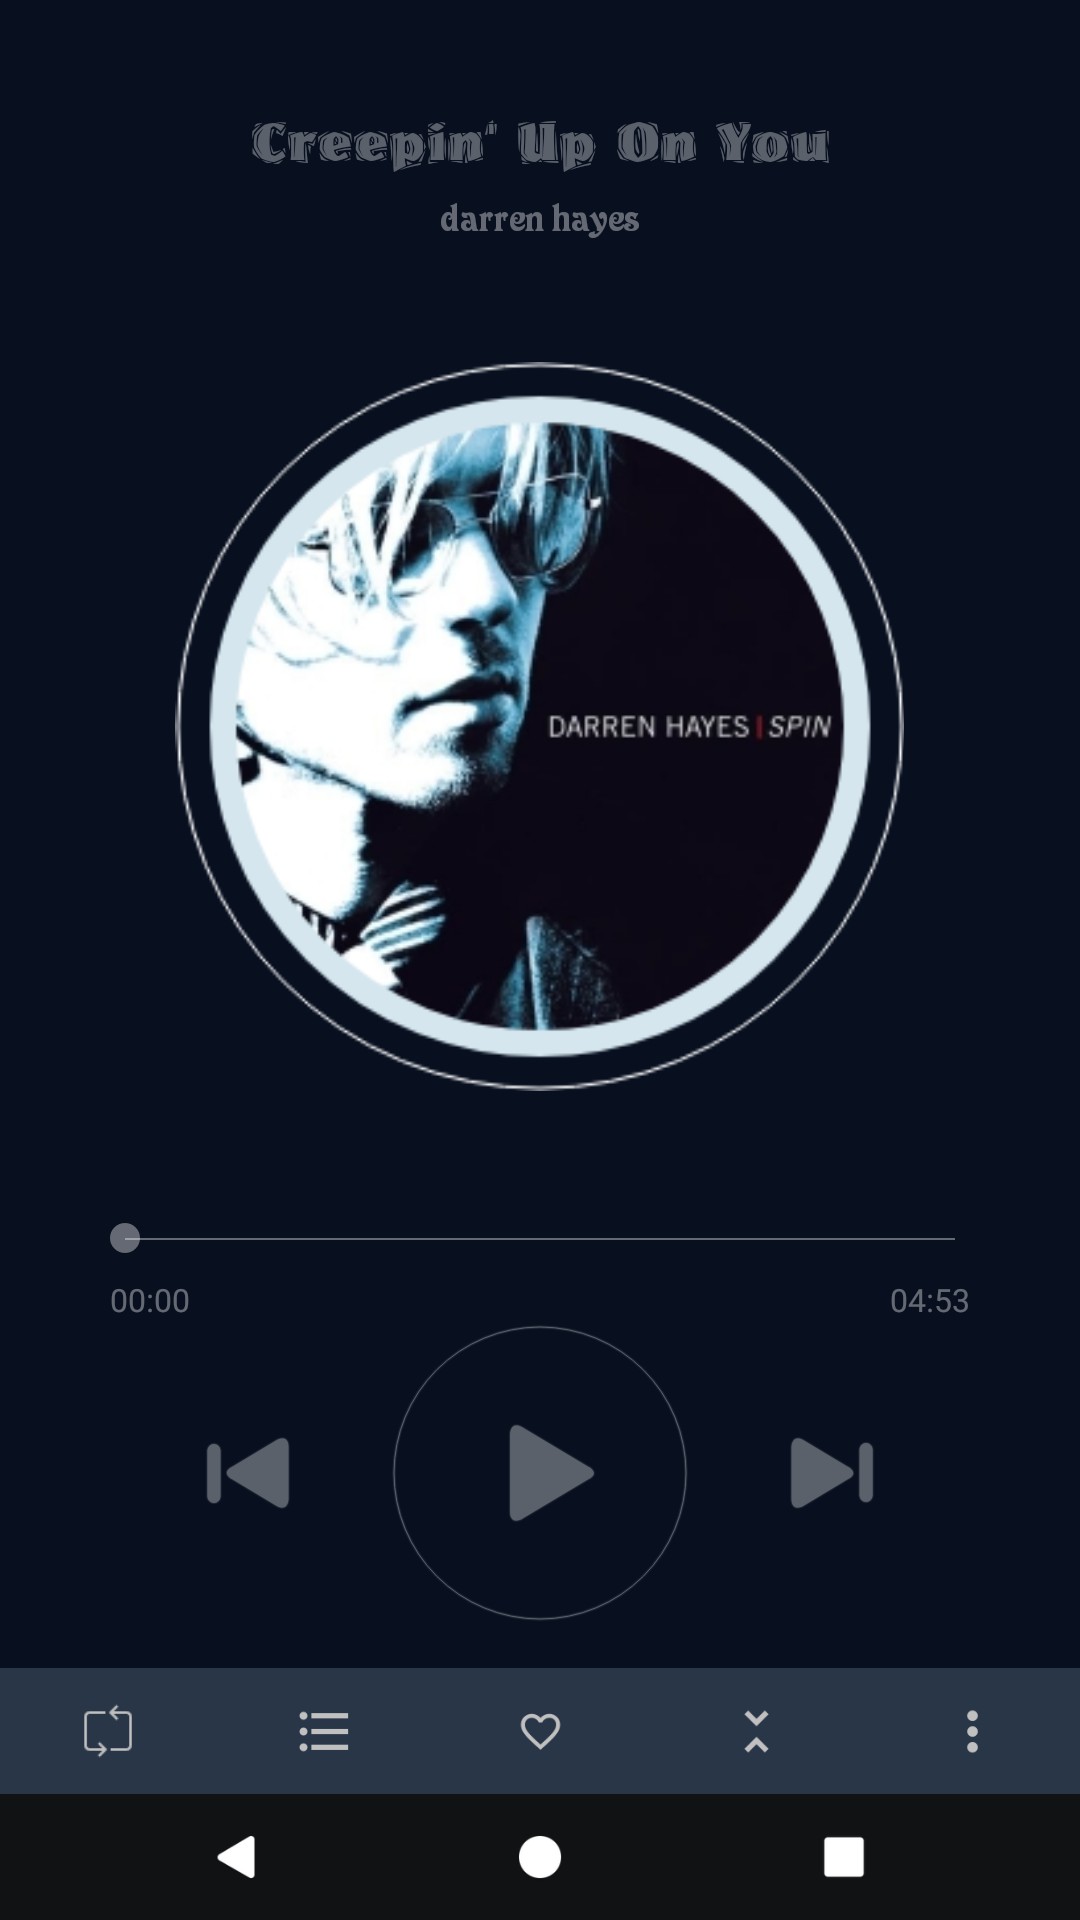 Creepin' Up On You
darren hayes
DARREN HAYES | SPIN
00:00
04:53